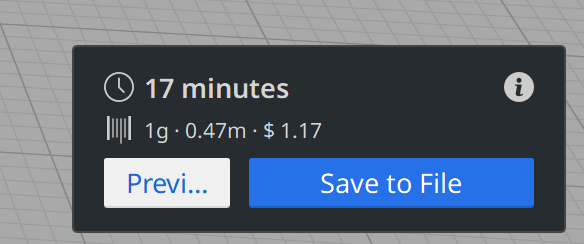 17 minutes
1g · 0.47m · $ 1.17
Previ...
Save to File